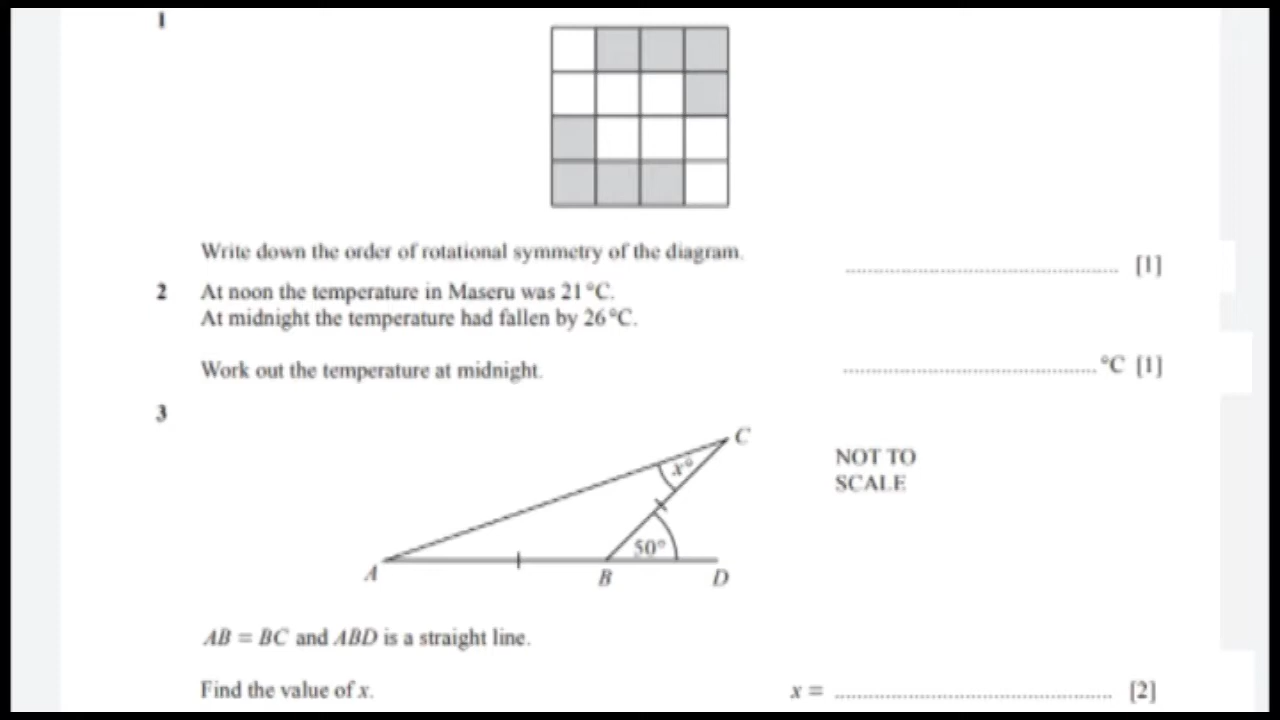 1
Write down the order of rotational symmetry of the diagram.
.......................................... [1]
2 At noon the temperature in Maseru was 21 °C.
At midnight the temperature had fallen by 26 °C.
Work out the temperature at midnight.
.......................................... °C [1]
3
C
x°
NOT TO
SCALE
50°
A B D
AB = BC and ABD is a straight line.
Find the value of x.
x = .......................................... [2]